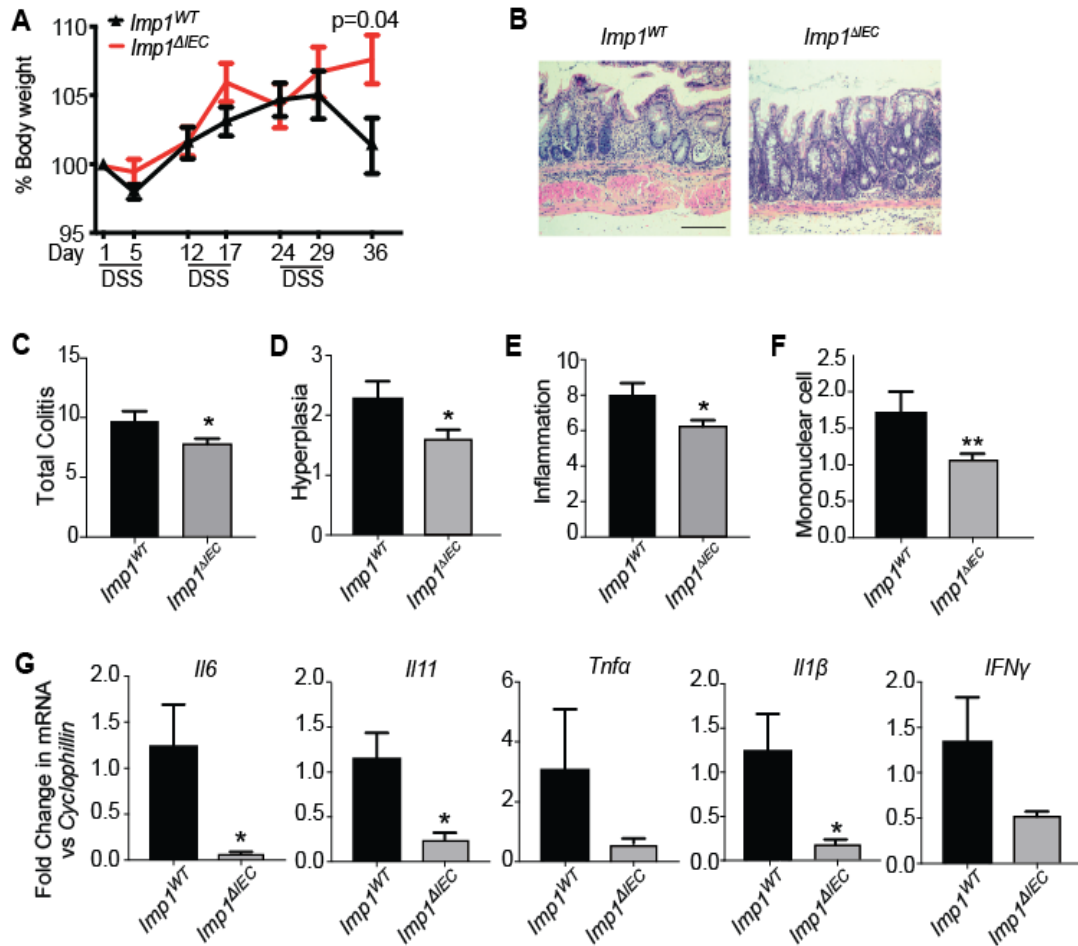 A
Imp1WT
Imp1ΔIEC
p=0.04
% Body weight
110
105
100
95
Day 1 5 12 17 24 29 36
DSS DSS DSS
B
Imp1WT Imp1ΔIEC
C
Total Colitis
15
10
5
0
Imp1WT Imp1ΔIEC
*
D
Hyperplasia
3
2
1
0
Imp1WT Imp1ΔIEC
*
E
Inflammation
10
8
6
4
2
0
Imp1WT Imp1ΔIEC
*
F
Mononuclear cell
2.5
2.0
1.5
1.0
0.5
0.0
Imp1WT Imp1ΔIEC
**
G
Fold Change in mRNA
vs Cyclophillin
Il6
2.0
1.5
1.0
0.5
0.0
Imp1WT Imp1ΔIEC
*
Il11
2.0
1.5
1.0
0.5
0.0
Imp1WT Imp1ΔIEC
*
Tnfα
6
4
2
0
Imp1WT Imp1ΔIEC
Il1β
2.0
1.5
1.0
0.5
0.0
Imp1WT Imp1ΔIEC
*
IFNγ
2.0
1.5
1.0
0.5
0.0
Imp1WT Imp1ΔIEC